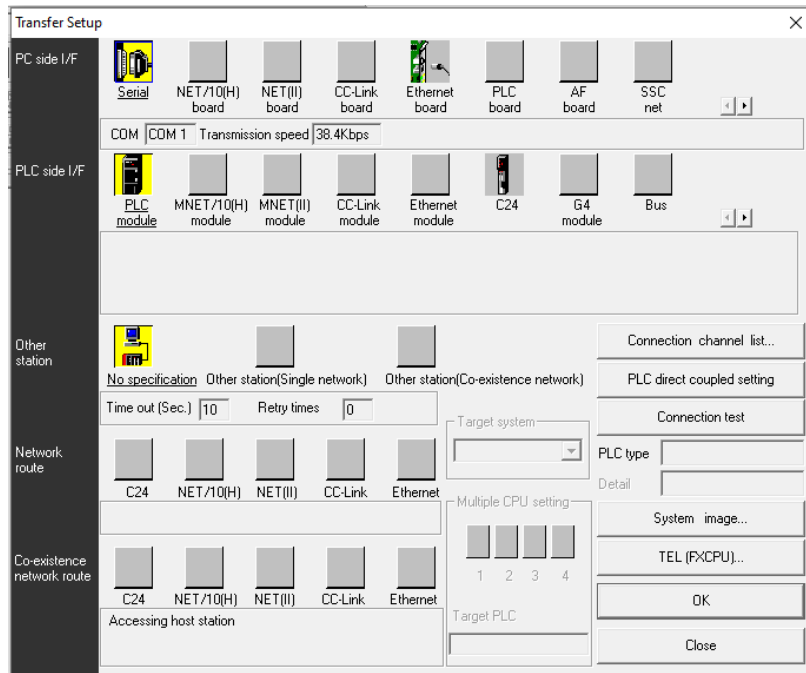 Transfer Setup
PC side I/F
Serial
NET/10(H) board
NET(II) board
CC-Link board
Ethernet board
PLC board
AF board
SSC net
COM COM 1 Transmission speed 38.4Kbps
PLC side I/F
PLC module
MNET/10(H) module
MNET(II) module
CC-Link module
Ethernet module
C24
G4 module
Bus
Other station
No specification Other station(Single network) Other station(Co-existence network)
Time out (Sec.) 10 Retry times 0
Connection channel list...
PLC direct coupled setting
Connection test
Target system
PLC type
Detail
Network route
C24 NET/10(H) NET(II) CC-Link Ethernet
Multiple CPU setting
1 2 3 4
Target PLC
System image...
TEL (FXCPU)...
OK
Close
Co-existence network route
C24 NET/10(H) NET(II) CC-Link Ethernet
Accessing host station